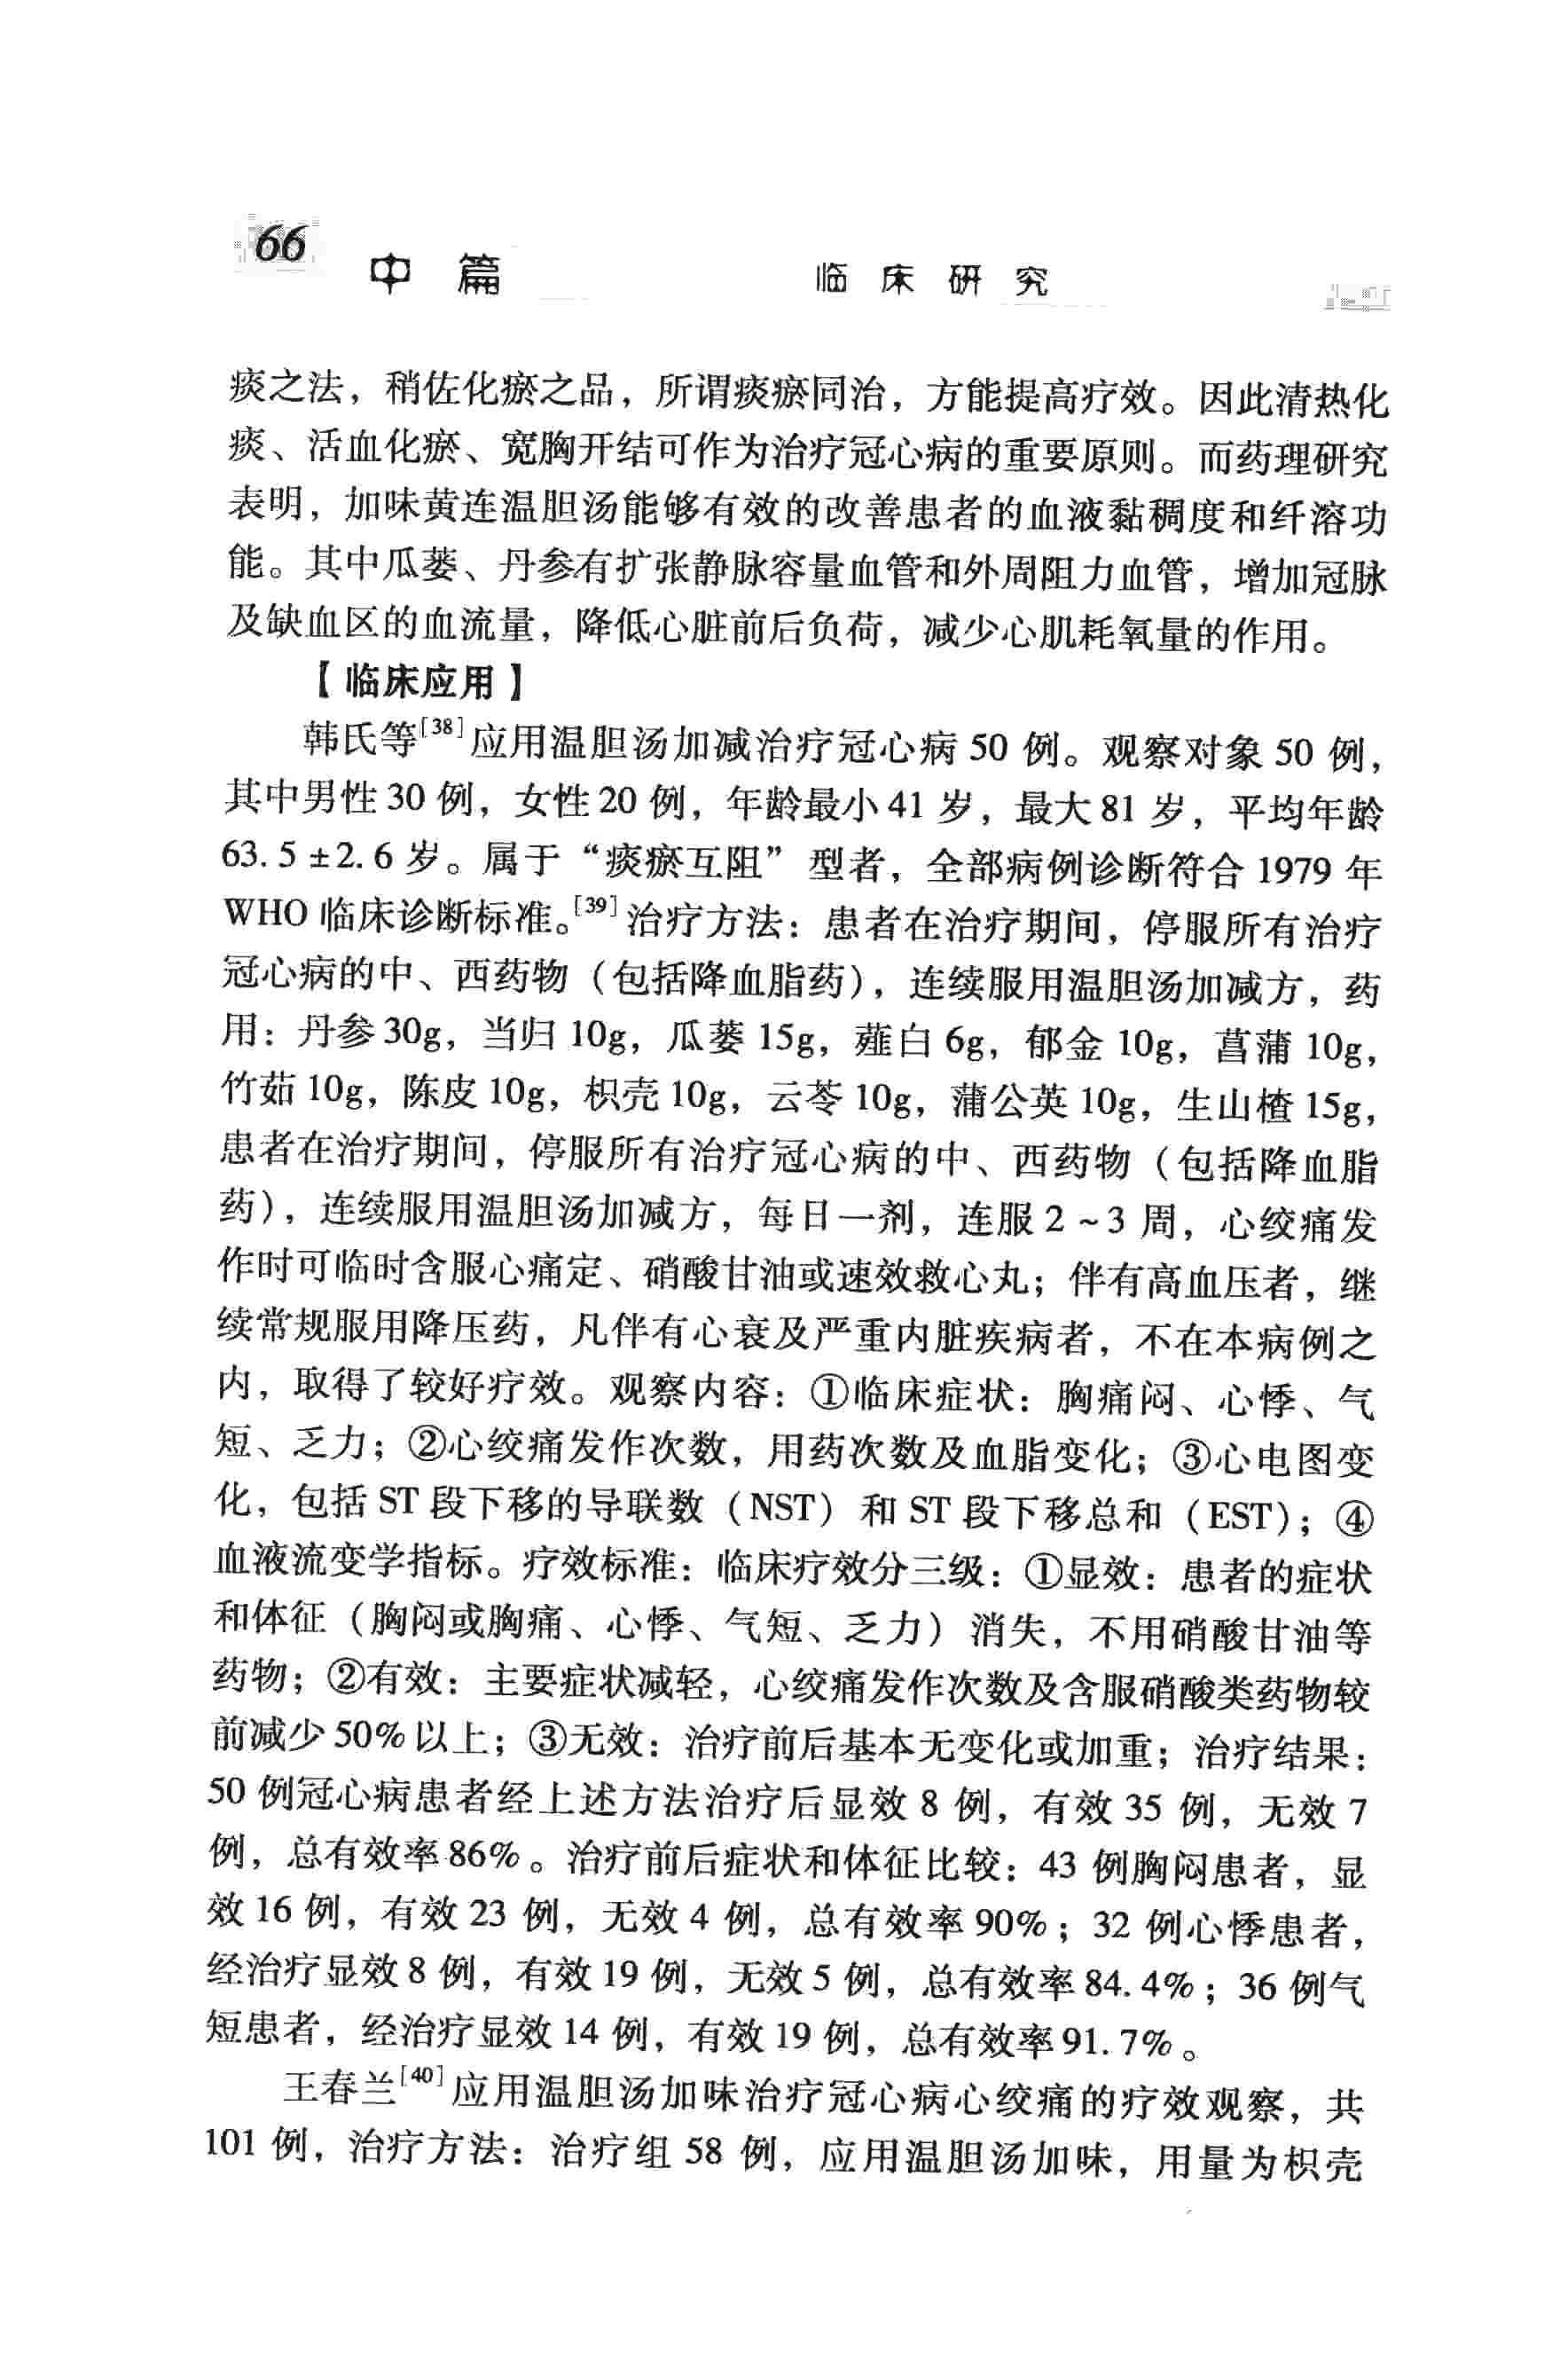 66
中 篇 临床研究
痰之法，稍佐化瘀之品，所谓痰瘀同治，方能提高疗效。因此清热化
痰、活血化瘀、宽胸开结可作为治疗冠心病的重要原则。而药理研究
表明，加味黄连温胆汤能够有效的改善患者的血液黏稠度和纤溶功
能。其中瓜蒌、丹参有扩张静脉容量血管和外周阻力血管，增加冠脉
及缺血区的血流量，降低心脏前后负荷，减少心肌耗氧量的作用。
【临床应用】
韩氏等[38]应用温胆汤加减治疗冠心病 50 例。观察对象 50 例，
其中男性 30 例，女性 20 例，年龄最小 41 岁，最大 81 岁，平均年龄
63.5 ±2.6 岁。属于“痰瘀互阻”型者，全部病例诊断符合 1979 年
WHO 临床诊断标准。[39]治疗方法：患者在治疗期间，停服所有治疗
冠心病的中、西药物（包括降血脂药），连续服用温胆汤加减方，药
用：丹参 30g，当归 10g，瓜蒌 15g，薤白 6g，郁金 10g，菖蒲 10g，
竹茹 10g，陈皮 10g，枳壳 10g，云苓 10g，蒲公英 10g，生山楂 15g，
患者在治疗期间，停服所有治疗冠心病的中、西药物（包括降血脂
药），连续服用温胆汤加减方，每日一剂，连服 2 ~ 3 周，心绞痛发
作时可临时含服心痛定、硝酸甘油或速效救心丸；伴有高血压者，继
续常规服用降压药，凡伴有心衰及严重内脏疾病者，不在本病例之
内，取得了较好疗效。观察内容：①临床症状：胸痛闷、心悸、气
短、乏力；②心绞痛发作次数，用药次数及血脂变化；③心电图变
化，包括 ST 段下移的导联数（NST）和 ST 段下移总和（EST）；④
血液流变学指标。疗效标准：临床疗效分三级：①显效：患者的症状
和体征（胸闷或胸痛、心悸、气短、乏力）消失，不用硝酸甘油等
药物；②有效：主要症状减轻，心绞痛发作次数及含服硝酸类药物较
前减少 50% 以上；③无效：治疗前后基本无变化或加重；治疗结果：
50 例冠心病患者经上述方法治疗后显效 8 例，有效 35 例，无效 7
例，总有效率 86%。治疗前后症状和体征比较：43 例胸闷患者，显
效 16 例，有效 23 例，无效 4 例，总有效率 90%；32 例心悸患者，
经治疗显效 8 例，有效 19 例，无效 5 例，总有效率 84.4%；36 例气
短患者，经治疗显效 14 例，有效 19 例，总有效率 91.7%。
王春兰[40]应用温胆汤加味治疗冠心病心绞痛的疗效观察，共
101 例，治疗方法：治疗组 58 例，应用温胆汤加味，用量为枳壳